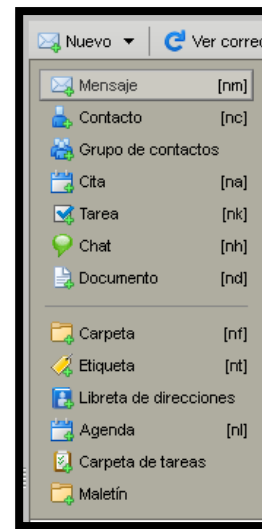 Nuevo Ver corre
Mensaje [nm]
Contacto [nc]
Grupo de contactos
Cita [na]
Tarea [nk]
Chat [nh]
Documento [nd]
Carpeta [nf]
Etiqueta [nt]
Libreta de direcciones
Agenda [nl]
Carpeta de tareas
Maletín